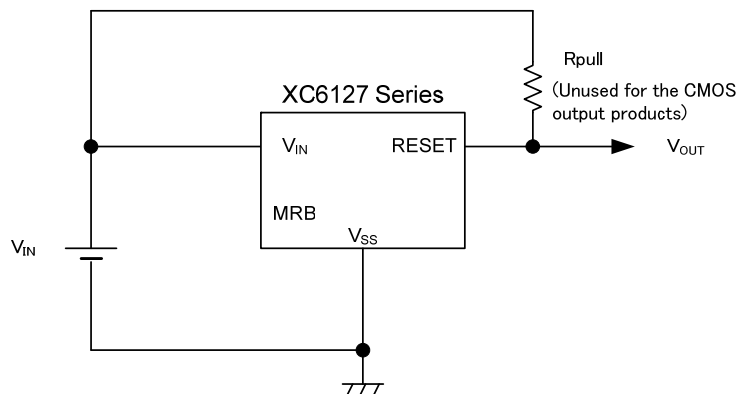 Rpull
(Unused for the CMOS
output products)
XC6127 Series
VIN
RESET
VOUT
MRB
VSS
VIN